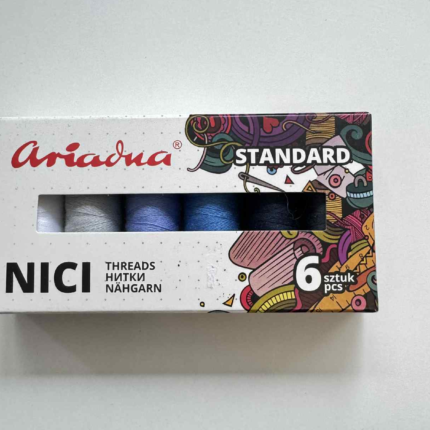 Ariadna®
STANDARD
NICI
THREADS
НИТКИ
NÄHGARN
6 sztuk
pcs